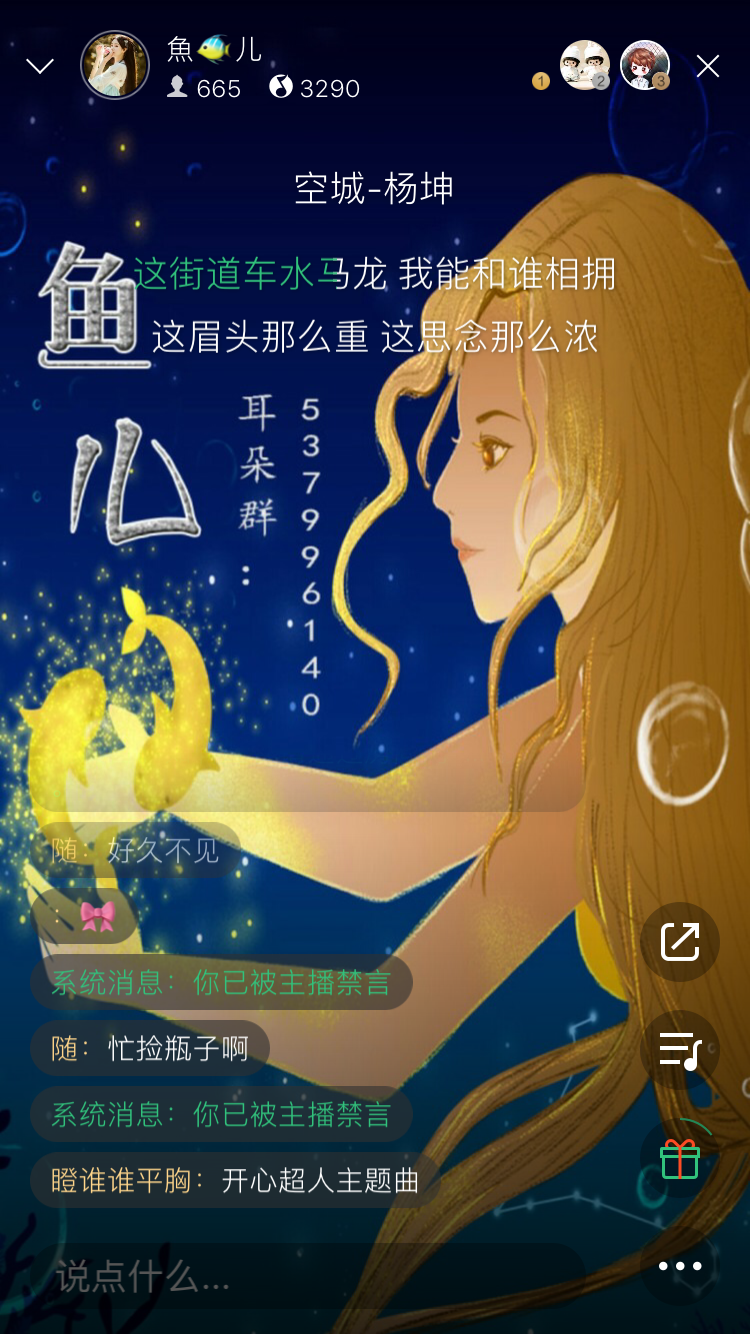 魚🐠儿
665 3290
1
2
3
空城-杨坤
这街道车水马龙 我能和谁相拥
这眉头那么重 这思念那么浓
鱼儿
耳朵群：
537996140
随：好久不见
：🎀
系统消息：你已被主播禁言
随：忙捡瓶子啊
系统消息：你已被主播禁言
瞪谁谁平胸：开心超人主题曲
说点什么...